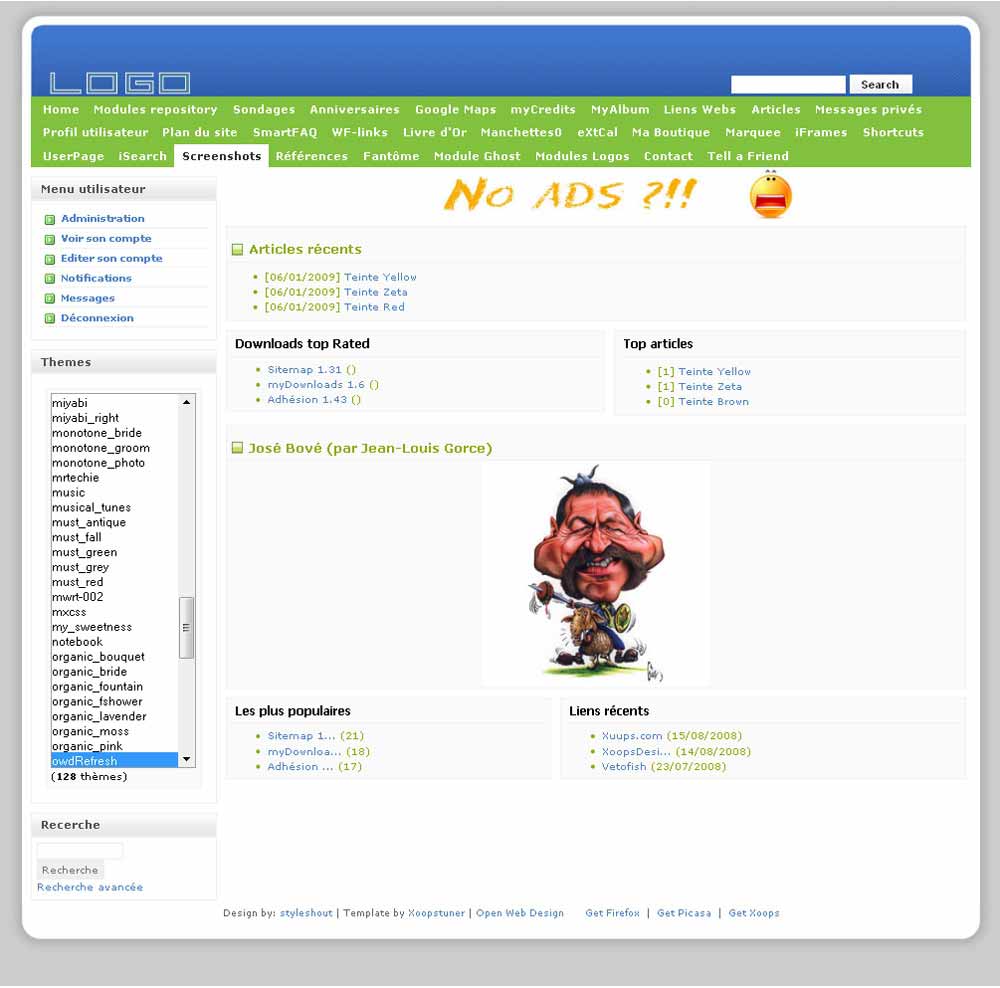 LOGO
Search
Home Modules repository Sondages Anniversaires Google Maps myCredits MyAlbum Liens Webs Articles Messages privés
Profil utilisateur Plan du site SmartFAQ WF-links Livre d'Or Manchettes0 eXtCal Ma Boutique Marquee iFrames Shortcuts
UserPage iSearch Screenshots Références Fantôme Module Ghost Modules Logos Contact Tell a Friend
Menu utilisateur
Administration
Voir son compte
Editer son compte
Notifications
Messages
Déconnexion
Themes
miyabi
miyabi_right
monotone_bride
monotone_groom
monotone_photo
mrtechie
music
musical_tunes
must_antique
must_fall
must_green
must_grey
must_red
mwrt-002
mxcss
my_sweetness
notebook
organic_bouquet
organic_bride
organic_fountain
organic_fshower
organic_lavender
organic_moss
organic_pink
owdRefresh
(128 thèmes)
Recerche
Recherche
Recherche avancée
No ADS ?!!
Articles récents
[06/01/2009] Teinte Yellow
[06/01/2009] Teinte Zeta
[06/01/2009] Teinte Red
Downloads top Rated
Sitemap 1.31 ()
myDownloads 1.6 ()
Adhésion 1.43 ()
Top articles
[1] Teinte Yellow
[1] Teinte Zeta
[0] Teinte Brown
José Bové (par Jean-Louis Gorce)
Les plus populaires
Sitemap 1... (21)
myDownloa... (18)
Adhésion ... (17)
Liens récents
Xuups.com (15/08/2008)
XoopsDesi... (14/08/2008)
Vetofish (23/07/2008)
Design by: styleshout | Template by Xoopstuner | Open Web Design Get Firefox | Get Picasa | Get Xoops